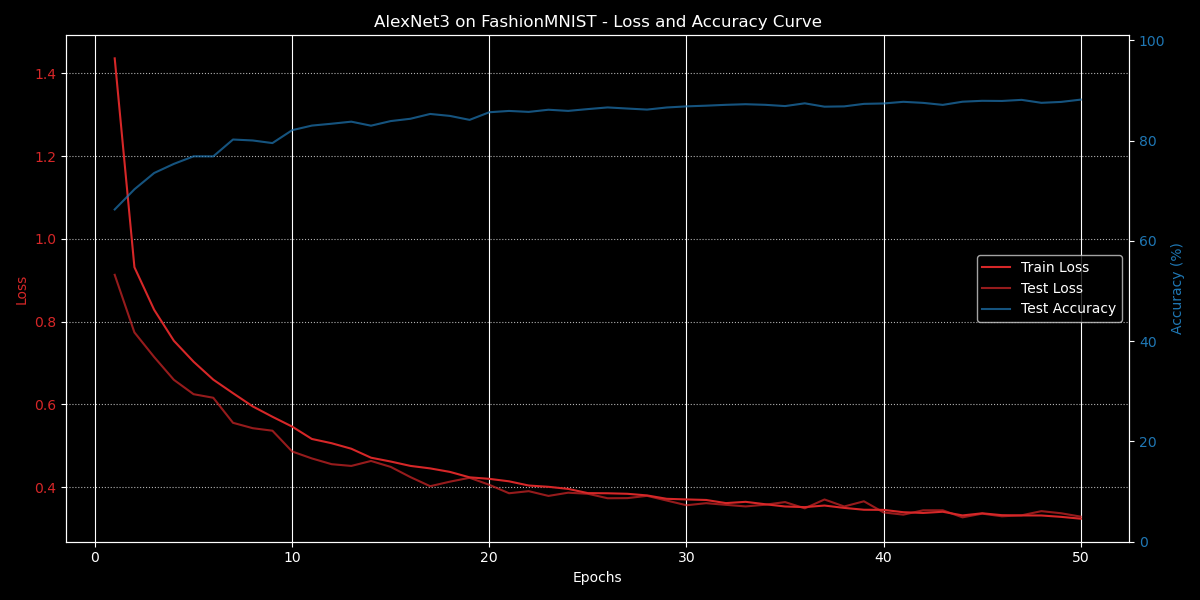 AlexNet3 on FashionMNIST - Loss and Accuracy Curve
Loss
1.4
1.2
1.0
0.8
0.6
0.4
100
80
60
40
20
0
Accuracy (%)
Train Loss
Test Loss
Test Accuracy
0 10 20 30 40 50
Epochs